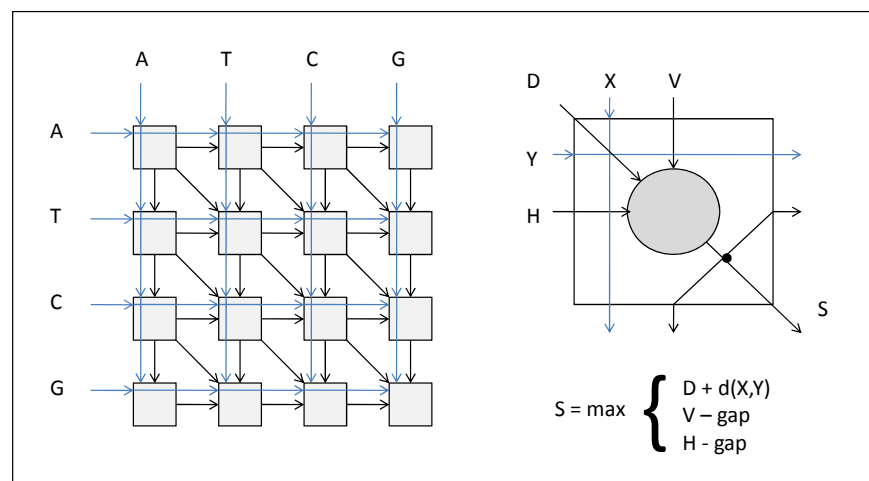 A T C G
A
T
C
G
D X V
Y
H
S
S = max { D + d(X,Y)
V – gap
H - gap